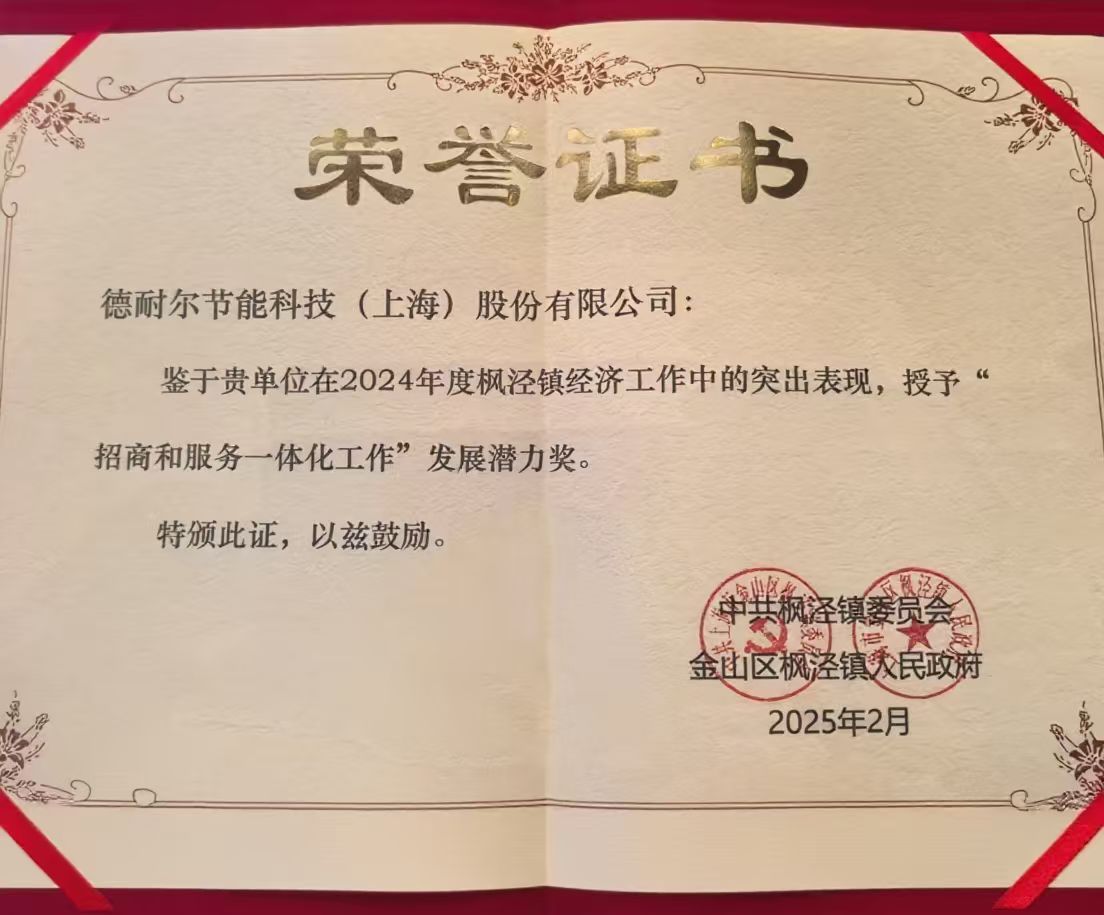 荣誉证书
德耐尔节能科技（上海）股份有限公司：
鉴于贵单位在2024年度枫泾镇经济工作中的突出表现，授予“
招商和服务一体化工作”发展潜力奖。
特颁此证，以兹鼓励。
中共枫泾镇委员会
金山区枫泾镇人民政府
2025年2月